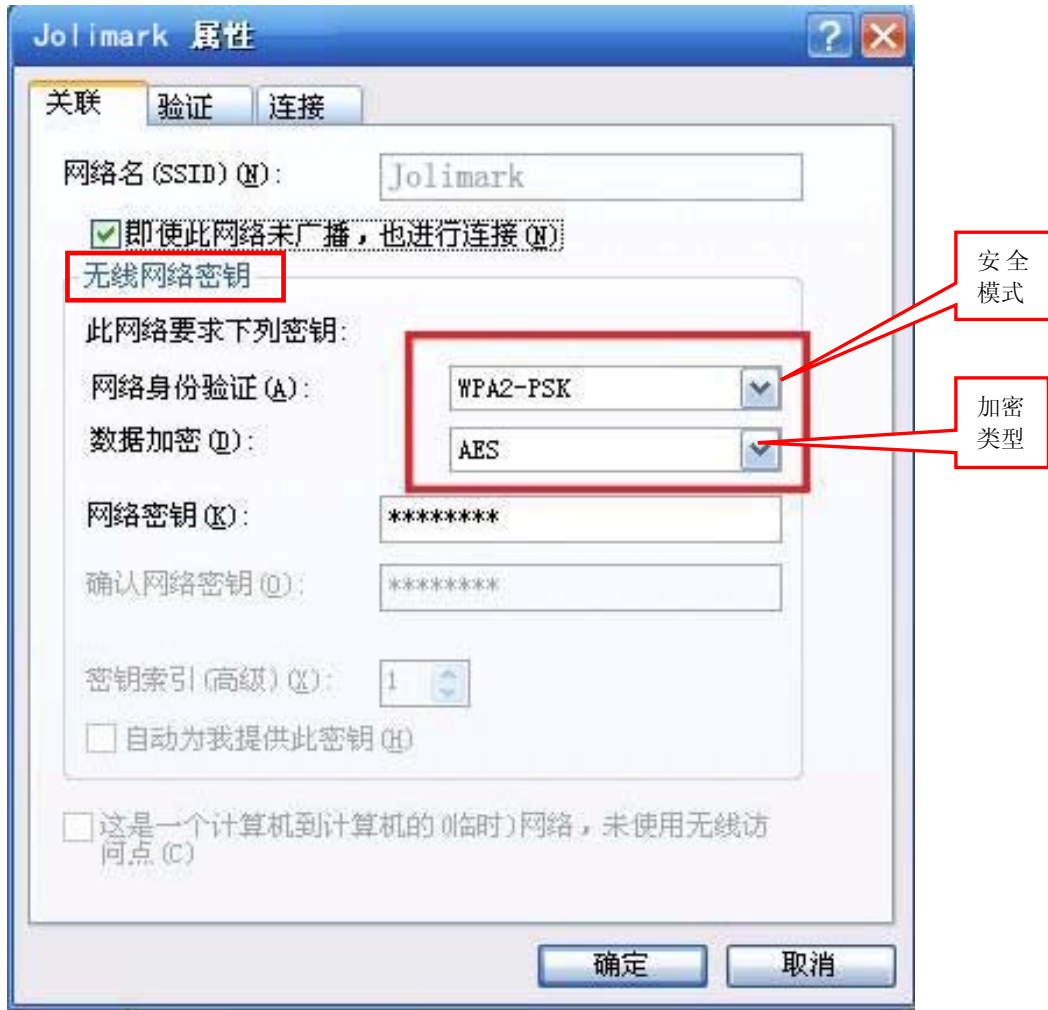 Jolimark 属性
关联 验证 连接
网络名(SSID)(N): Jolimark
即使此网络未广播，也进行连接(N)
无线网络密钥
此网络要求下列密钥:
网络身份验证(A): WPA2-PSK
数据加密(D): AES
网络密钥(K): ********
确认网络密钥(O): ********
密钥索引(高级)(X): 1
自动为我提供此密钥(H)
这是一个计算机到计算机的(临时)网络，未使用无线访
问点(C)
确定 取消
安全
模式
加密
类型